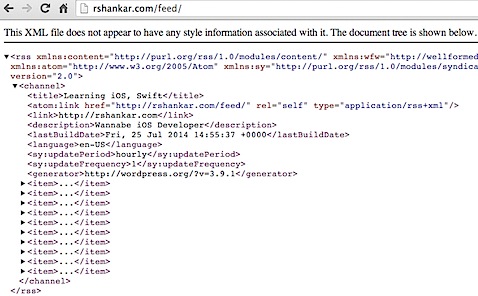 rshankar.com/feed/
This XML file does not appear to have any style information associated with it. The document tree is shown below.
▼<rss xmlns:content="http://purl.org/rss/1.0/modules/content/" xmlns:wfw="http://wellformed
xmlns:atom="http://www.w3.org/2005/Atom" xmlns:sy="http://purl.org/rss/1.0/modules/syndica
version="2.0">
▼<channel>
<title>Learning iOS, Swift</title>
<atom:link href="http://rshankar.com/feed/" rel="self" type="application/rss+xml"/>
<link>http://rshankar.com</link>
<description>Wannabe iOS Developer</description>
<lastBuildDate>Fri, 25 Jul 2014 14:55:37 +0000</lastBuildDate>
<language>en-US</language>
<sy:updatePeriod>hourly</sy:updatePeriod>
<sy:updateFrequency>1</sy:updateFrequency>
<generator>http://wordpress.org/?v=3.9.1</generator>
▶<item>...</item>
▶<item>...</item>
▶<item>...</item>
▶<item>...</item>
▶<item>...</item>
▶<item>...</item>
▶<item>...</item>
▶<item>...</item>
▶<item>...</item>
▶<item>...</item>
</channel>
</rss>